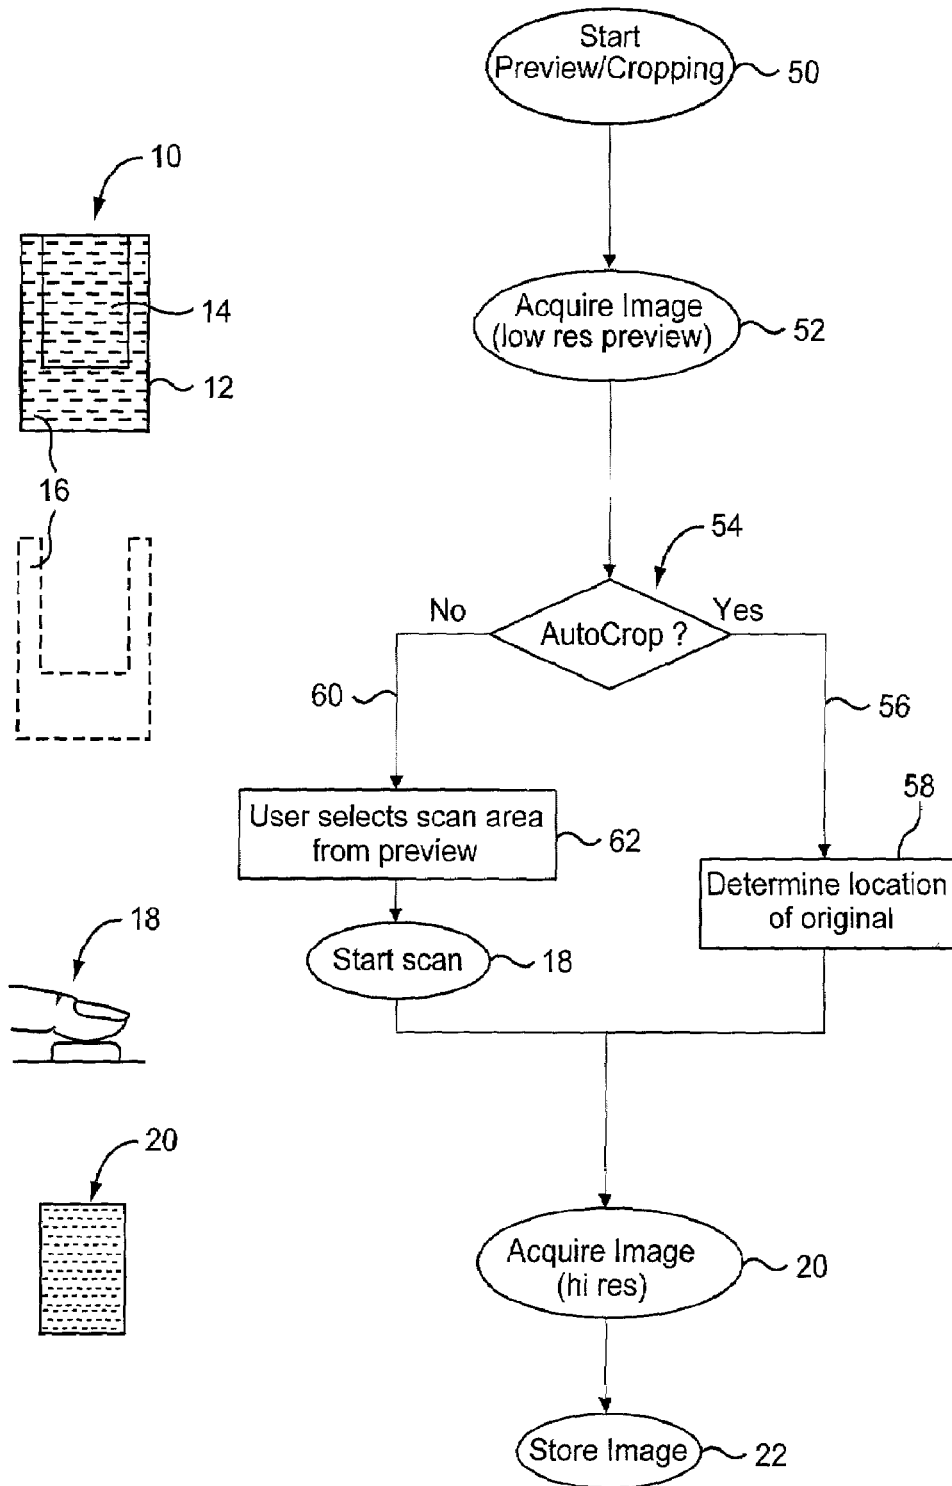 Start
Preview/Cropping
50
10
Acquire Image
(low res preview)
52
14
12
16
54
No
Yes
AutoCrop ?
60
56
58
User selects scan area
from preview
62
Determine location
of original
18
Start scan
18
20
Acquire Image
(hi res)
20
Store Image
22